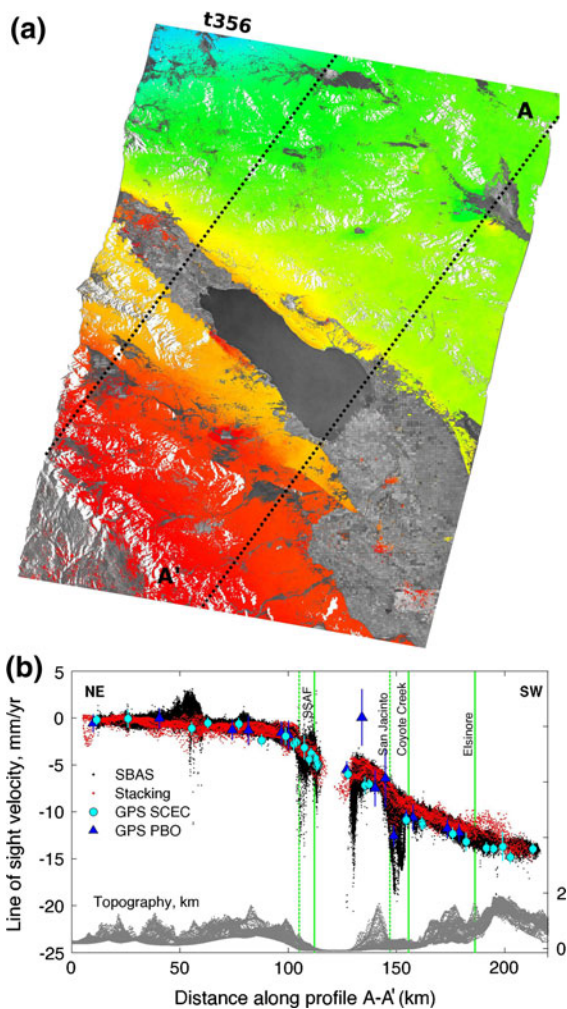 (a)
t356
A
A'
(b)
NE
SW
SSAF
San Jacinto
Coyote Creek
Elsinore
Line of sight velocity, mm/yr
5
0
-5
-10
-15
-20
-25
SBAS
Stacking
GPS SCEC
GPS PBO
Topography, km
2
0
0 50 100 150 200
Distance along profile A-A' (km)